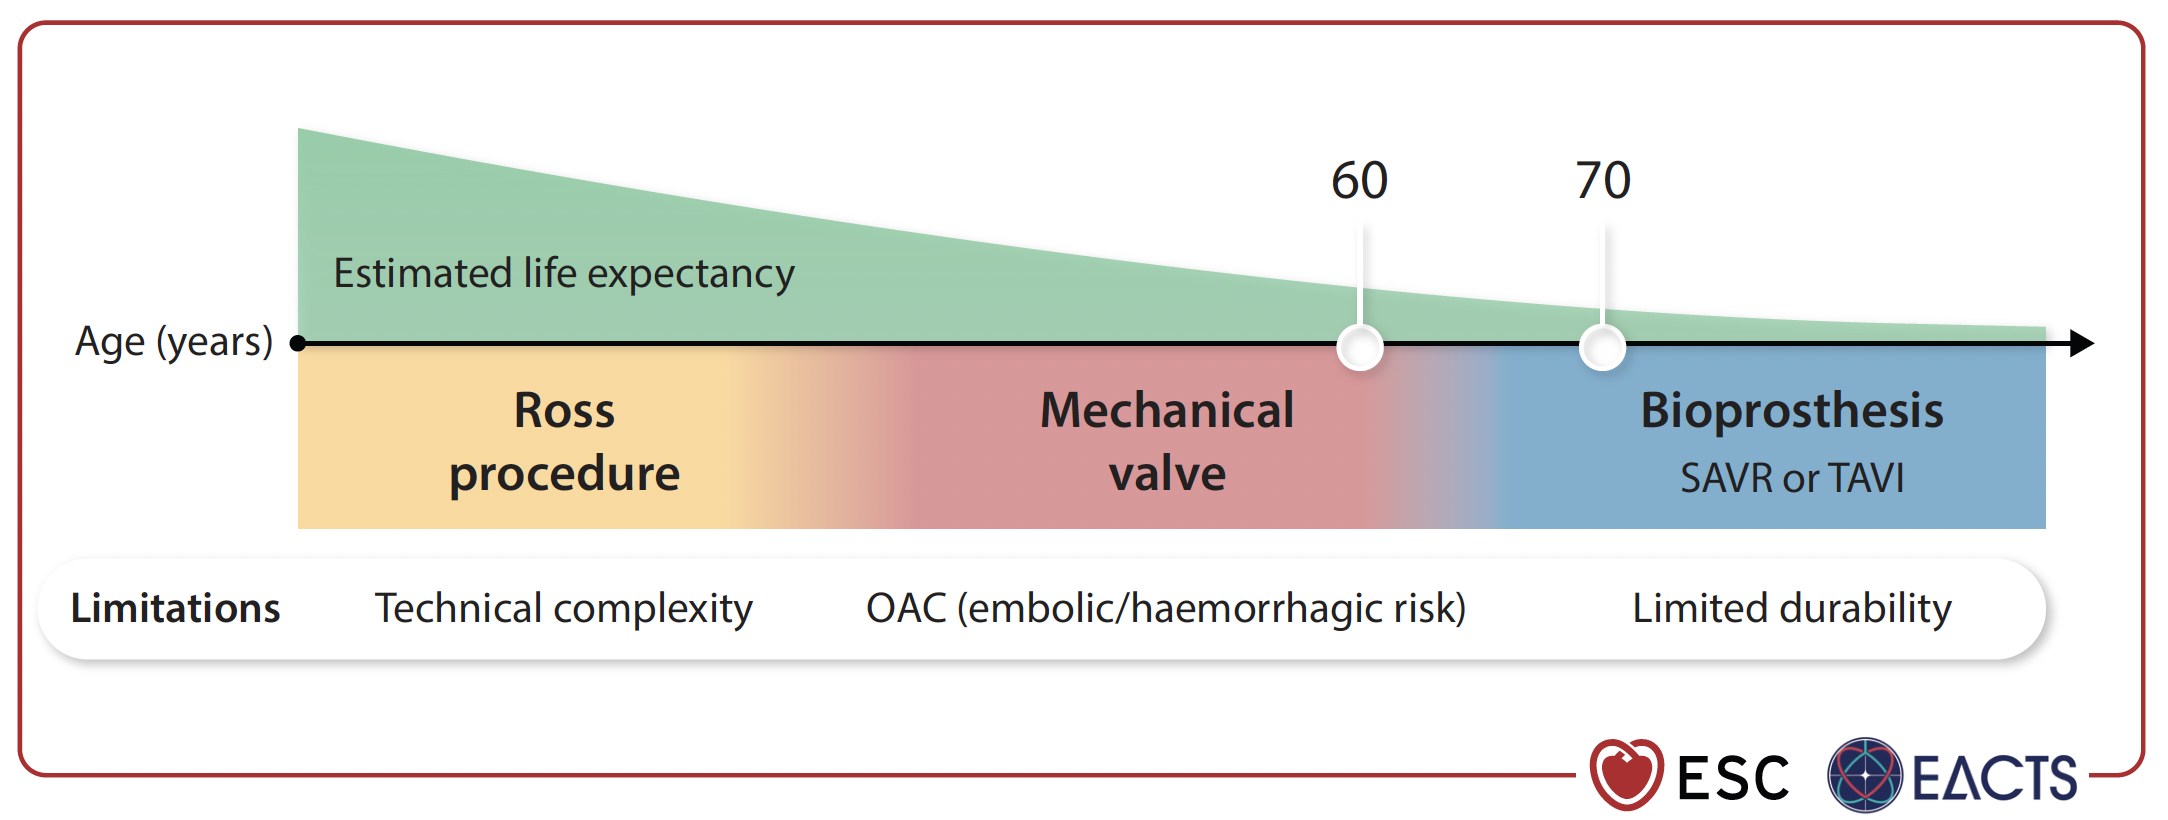 60
70
Estimated life expectancy
Age (years)
Ross
procedure
Mechanical
valve
Bioprosthesis
SAVR or TAVI
Limitations
Technical complexity
OAC (embolic/haemorrhagic risk)
Limited durability
ESC
EACTS